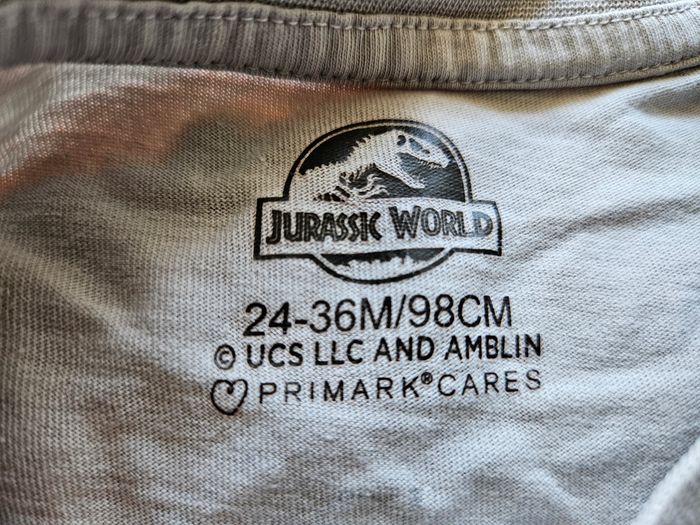 JURASSIC WORLD
24-36M/98CM
© UCS LLC AND AMBLIN
PRIMARK® CARES